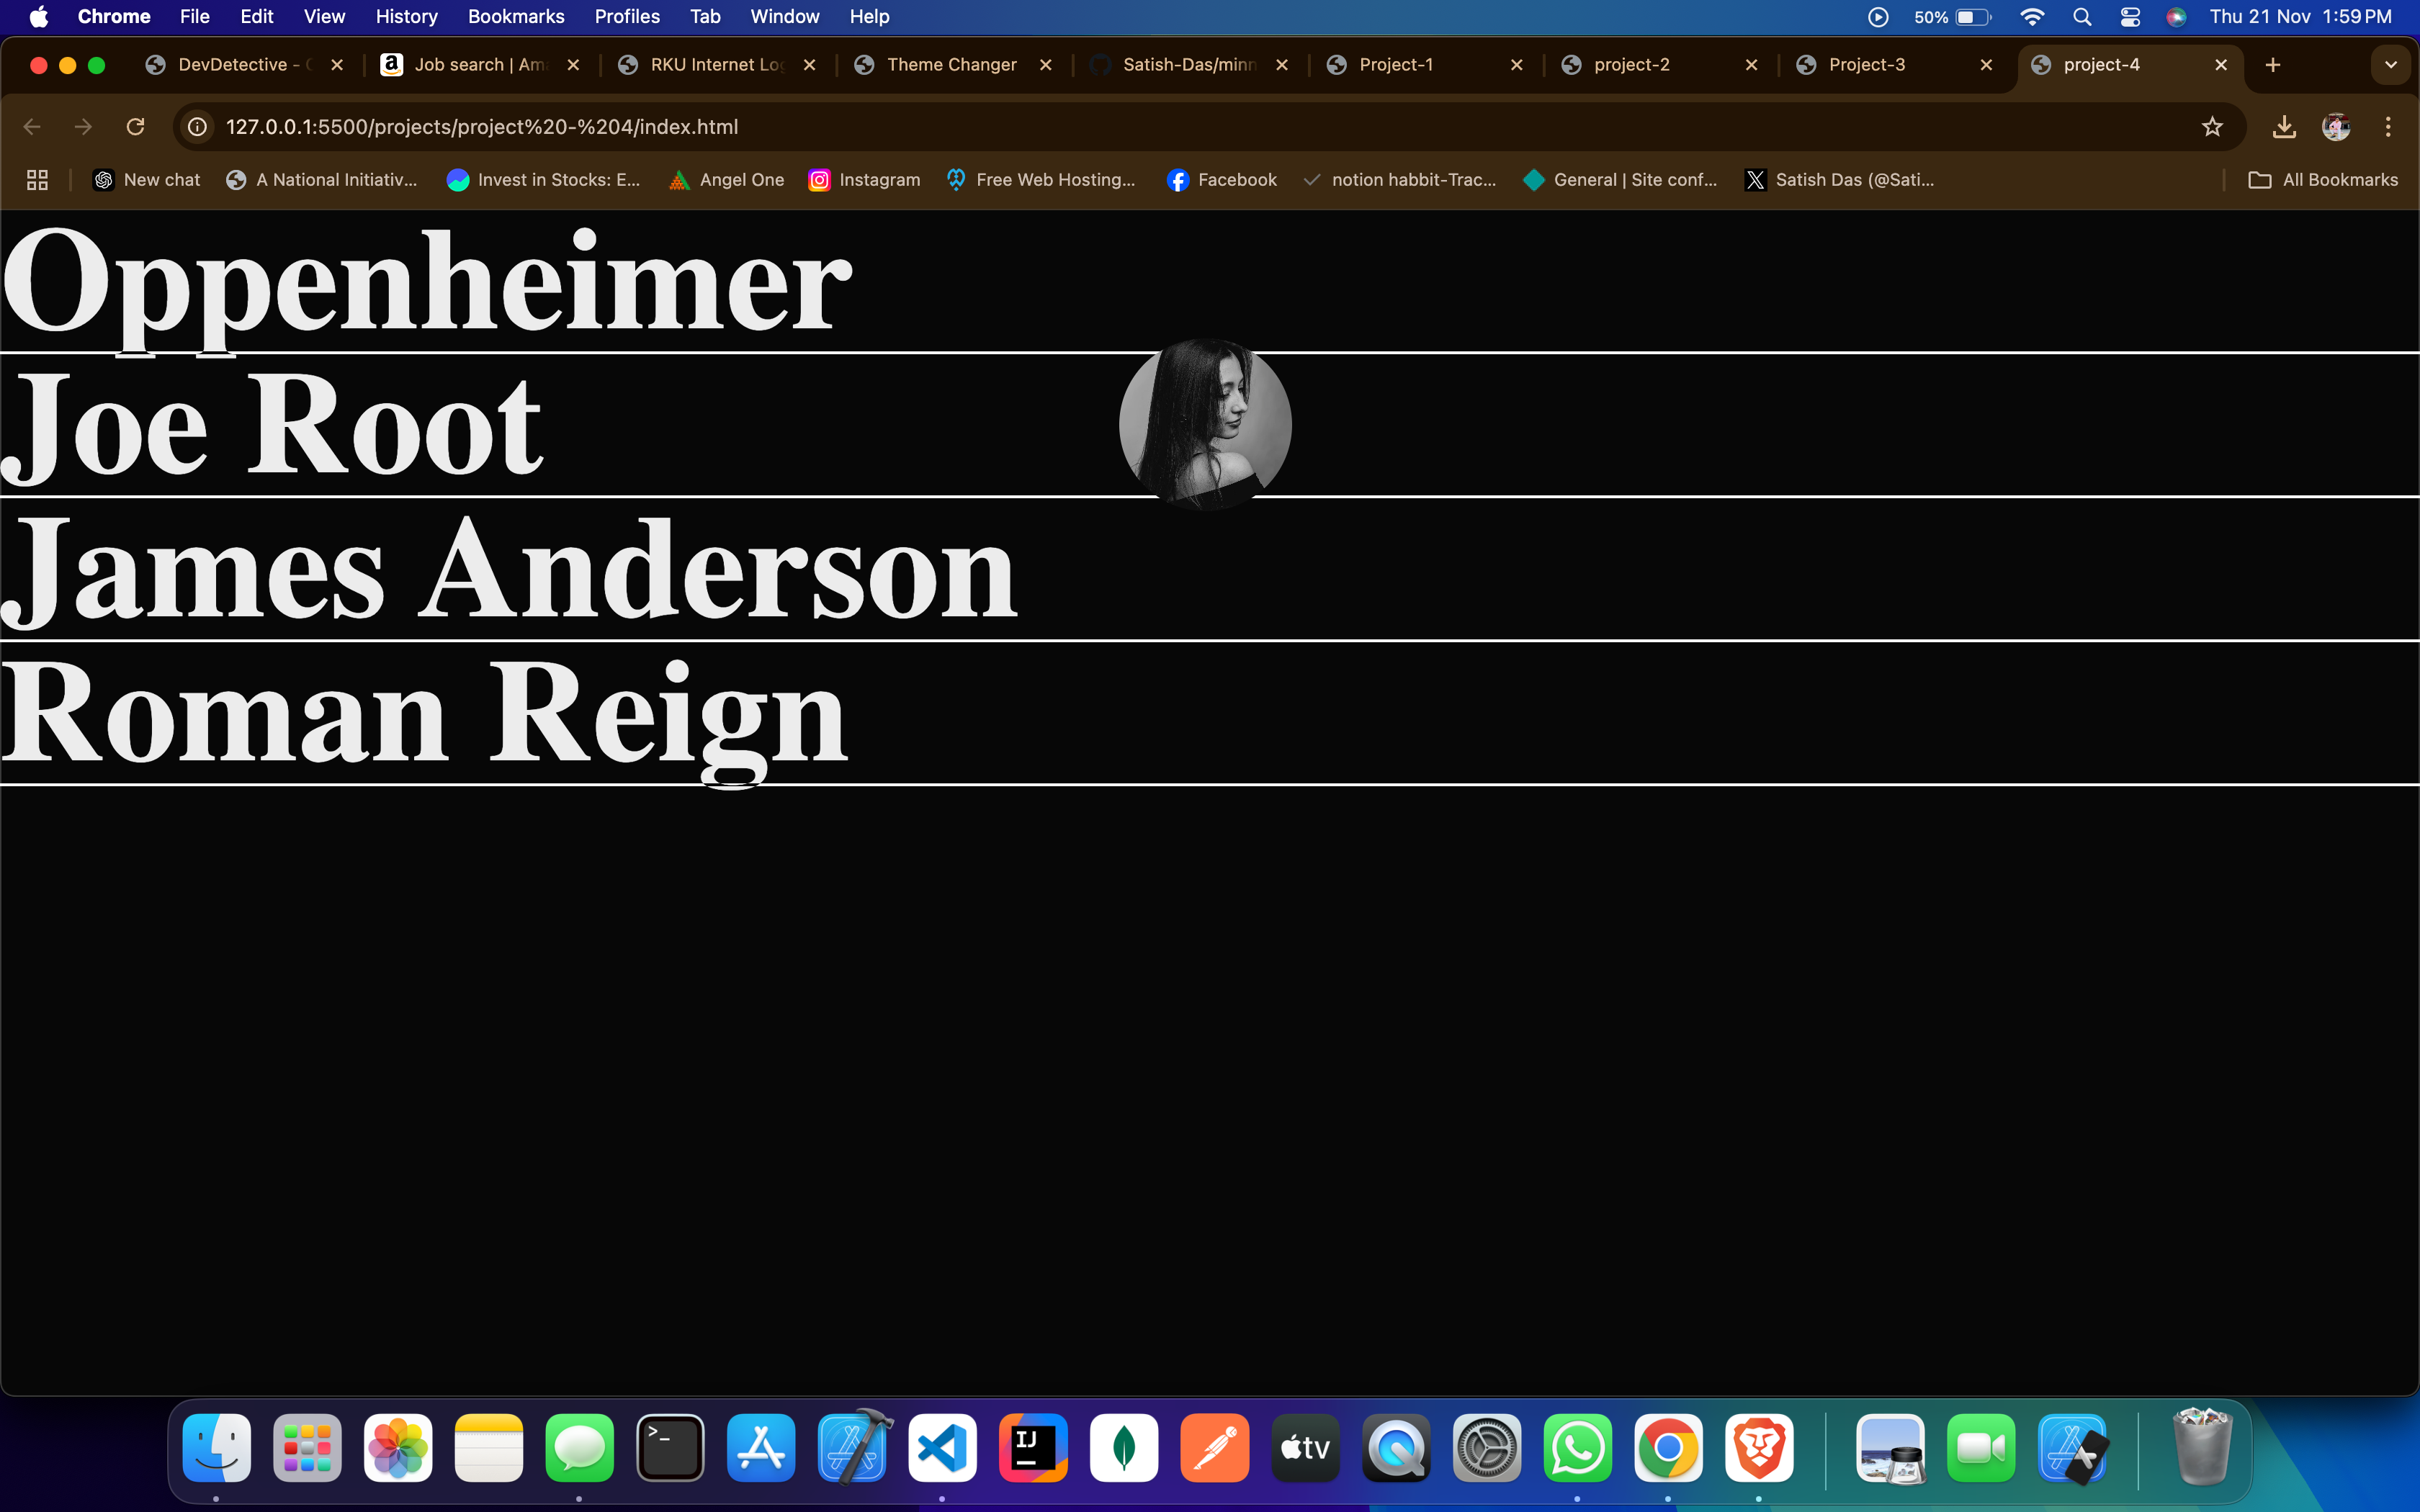 Chrome File Edit View History Bookmarks Profiles Tab Window Help 50% Thu 21 Nov 1:59 PM
DevDetective - Job search | Am RKU Internet Lo Theme Changer Satish-Das/min Project-1 project-2 Project-3 project-4
127.0.0.1:5500/projects/project%20-%204/index.html
New chat A National Initiativ... Invest in Stocks: E... Angel One Instagram Free Web Hosting... Facebook notion habbit-Trac... General | Site conf... Satish Das (@Sati... All Bookmarks
Oppenheimer
Joe Root
James Anderson
Roman Reign
IJ tv